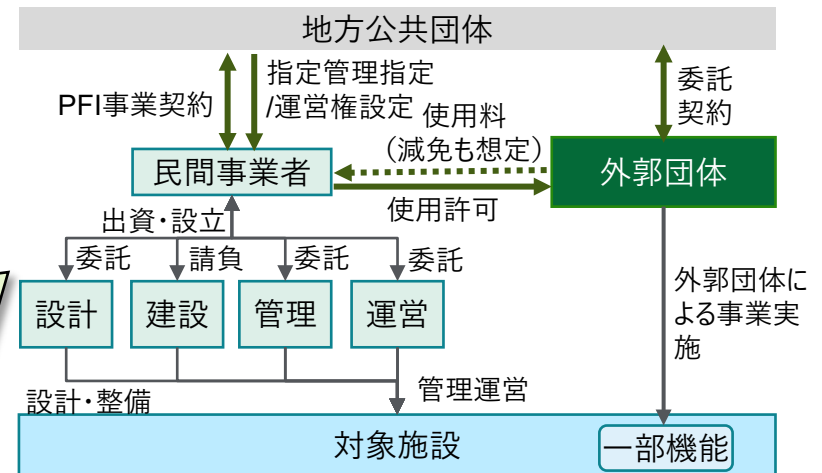 地方公共団体
PFI事業契約
指定管理指定
/運営権設定
使用料
（減免も想定）
委託
契約
民間事業者
外郭団体
使用許可
出資・設立
委託
請負
委託
委託
設計
建設
管理
運営
外郭団体に
よる事業実
施
設計・整備
管理運営
対象施設
一部機能